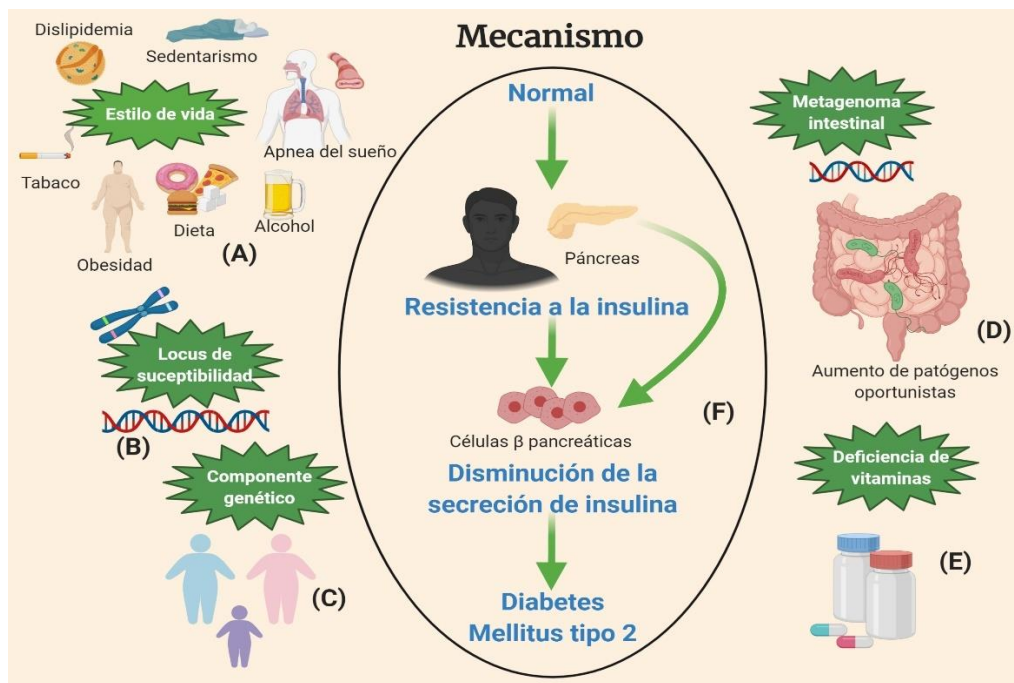 Mecanismo
Dislipidemia
Sedentarismo
Estilo de vida
Apnea del sueño
Tabaco
Obesidad
Dieta
Alcohol
(A)
Locus de
suceptibilidad
(B)
Componente
genético
(C)
Normal
Páncreas
Resistencia a la insulina
(F)
Células β pancreáticas
Disminución de la
secreción de insulina
Diabetes
Mellitus tipo 2
Metagenoma
intestinal
(D)
Aumento de patógenos
oportunistas
Deficiencia de
vitaminas
(E)